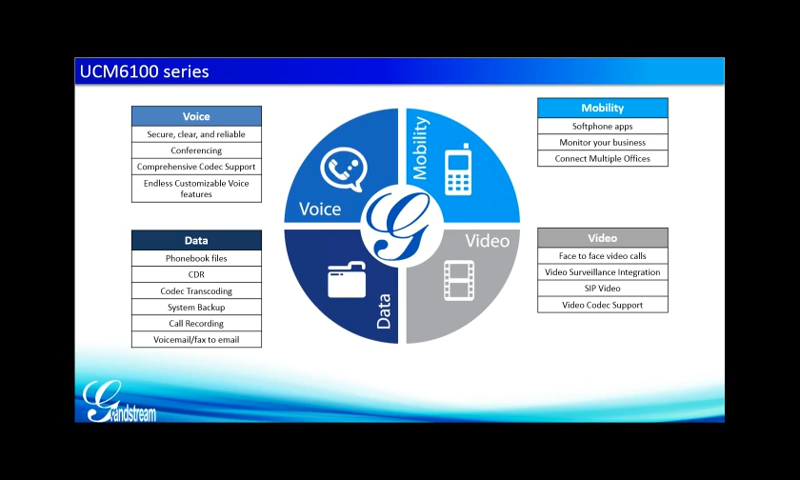 UCM6100 series
Voice
Secure, clear, and reliable
Conferencing
Comprehensive Codec Support
Endless Customizable Voice
features
Data
Phonebook files
CDR
Codec Transcoding
System Backup
Call Recording
Voicemail/fax to email
Voice
Mobility
Data
Video
G
Mobility
Softphone apps
Monitor your business
Connect Multiple Offices
Video
Face to face video calls
Video Surveillance Integration
SIP Video
Video Codec Support
Grandstream